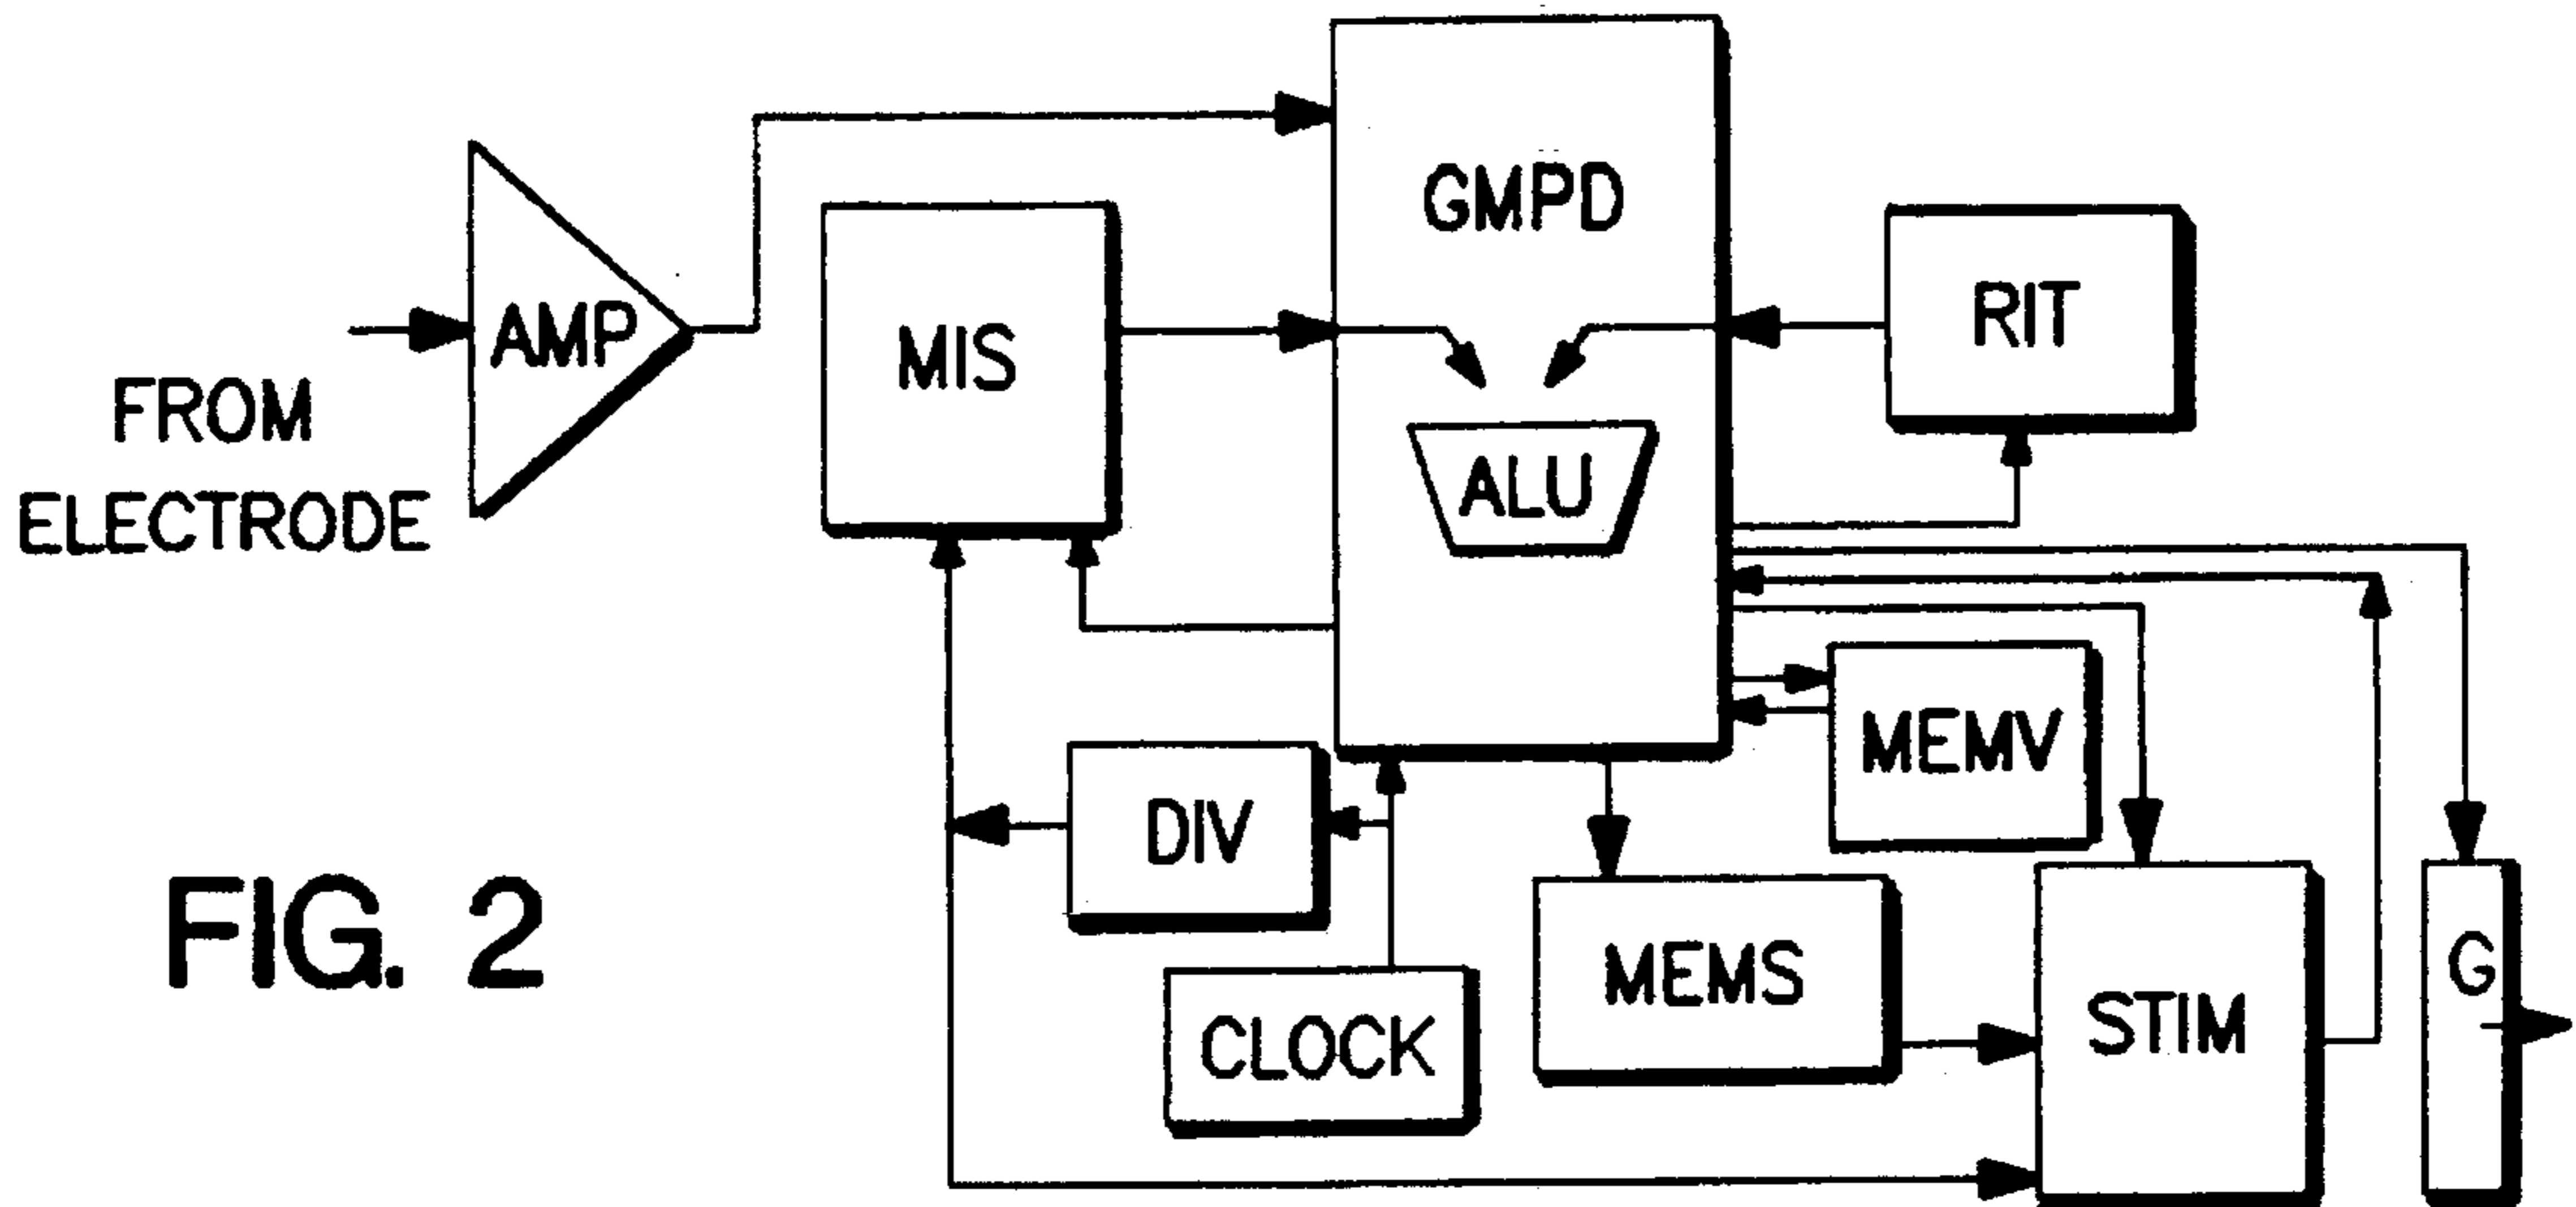 GMPD
RIT
AMP
MIS
FROM
ELECTRODE
ALU
MEMV
DIV
FIG. 2
MEMS
G
STIM
CLOCK